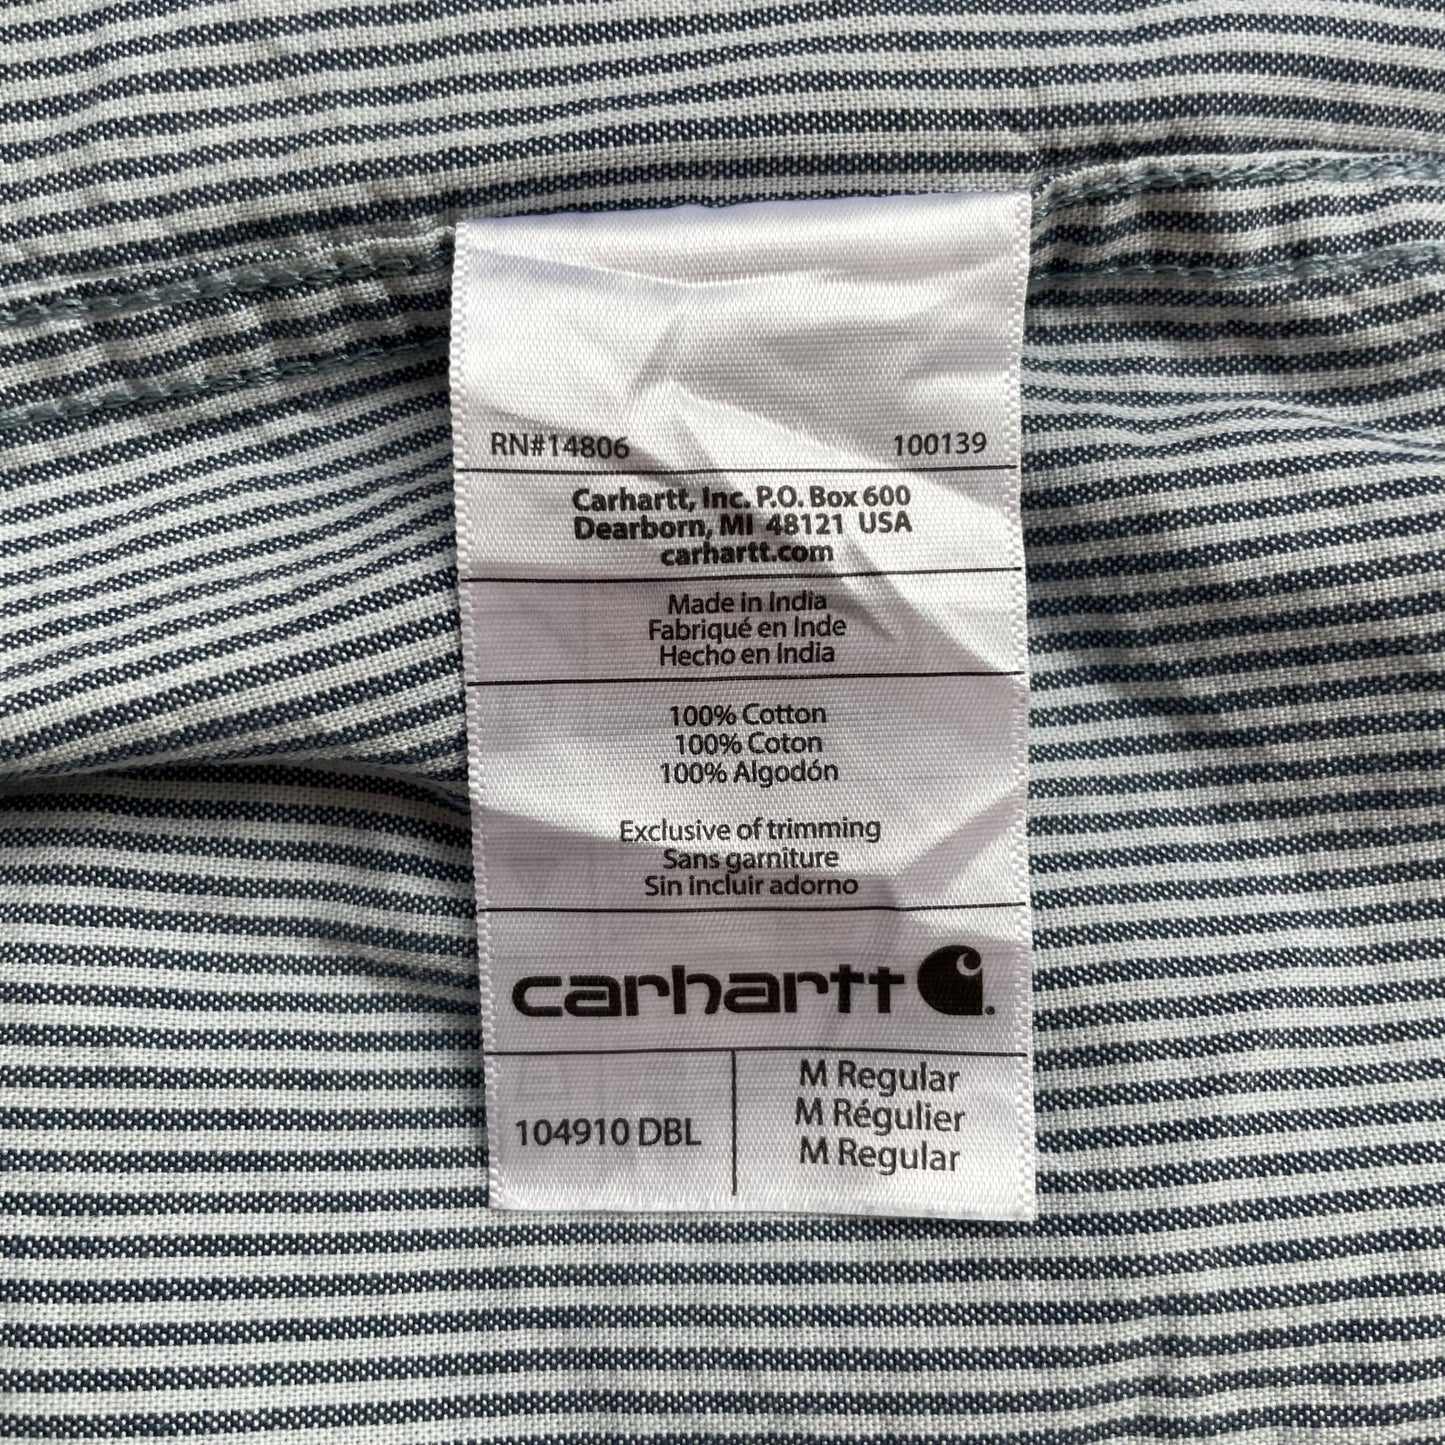 RN#14806 100139
Carhartt, Inc. P.O. Box 600
Dearborn, MI 48121 USA
carhartt.com
Made in India
Fabriqué en Inde
Hecho en India
100% Cotton
100% Coton
100% Algodón
Exclusive of trimming
Sans garniture
Sin incluir adorno
carhartt
104910 DBL
M Regular
M Régulier
M Regular